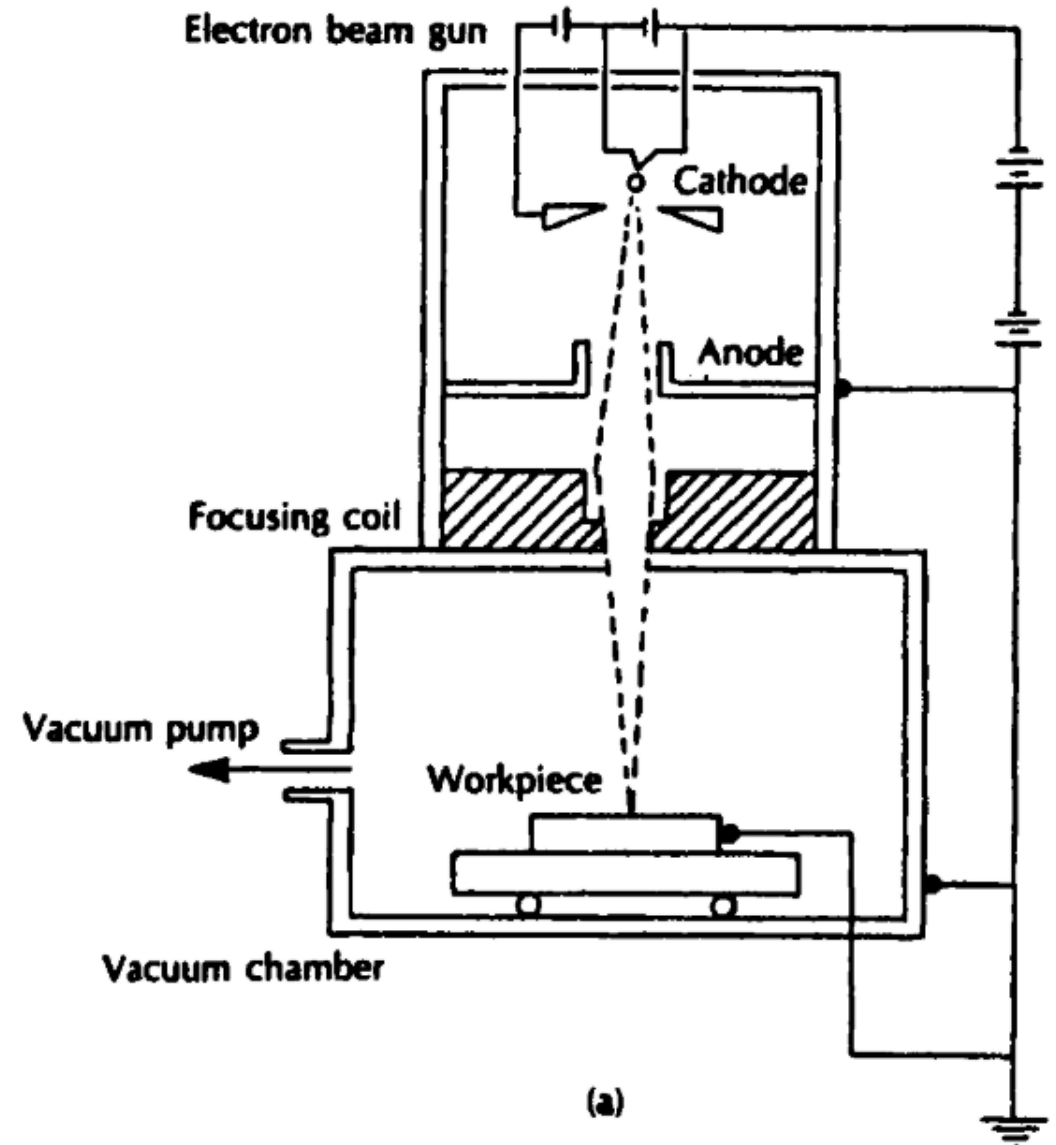 Electron beam gun
Cathode
Anode
Focusing coil
Vacuum pump
Workpiece
Vacuum chamber
(a)